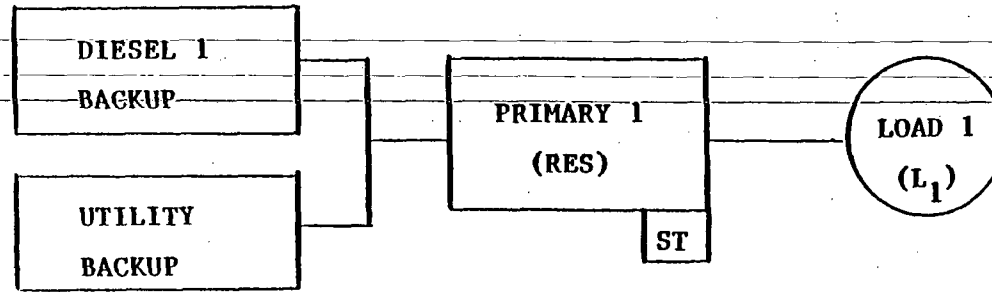 DIESEL 1
BACKUP
UTILITY
BACKUP
PRIMARY 1
(RES)
ST
LOAD 1
(L1)